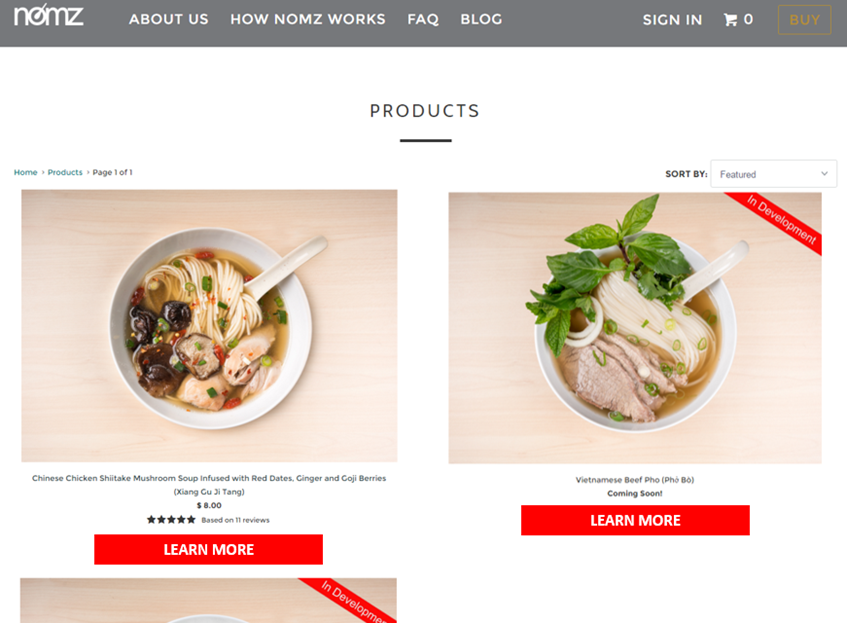 nomz
ABOUT US HOW NOMZ WORKS FAQ BLOG SIGN IN 0 BUY
PRODUCTS
Home › Products › Page 1 of 1
SORT BY: Featured
In Development
Chinese Chicken Shiitake Mushroom Soup Infused with Red Dates, Ginger and Goji Berries
(Xiang Gu Ji Tang)
$ 8.00
★★★★★ Based on 11 reviews
LEARN MORE
Vietnamese Beef Pho (Phở Bò)
Coming Soon!
LEARN MORE
In Development